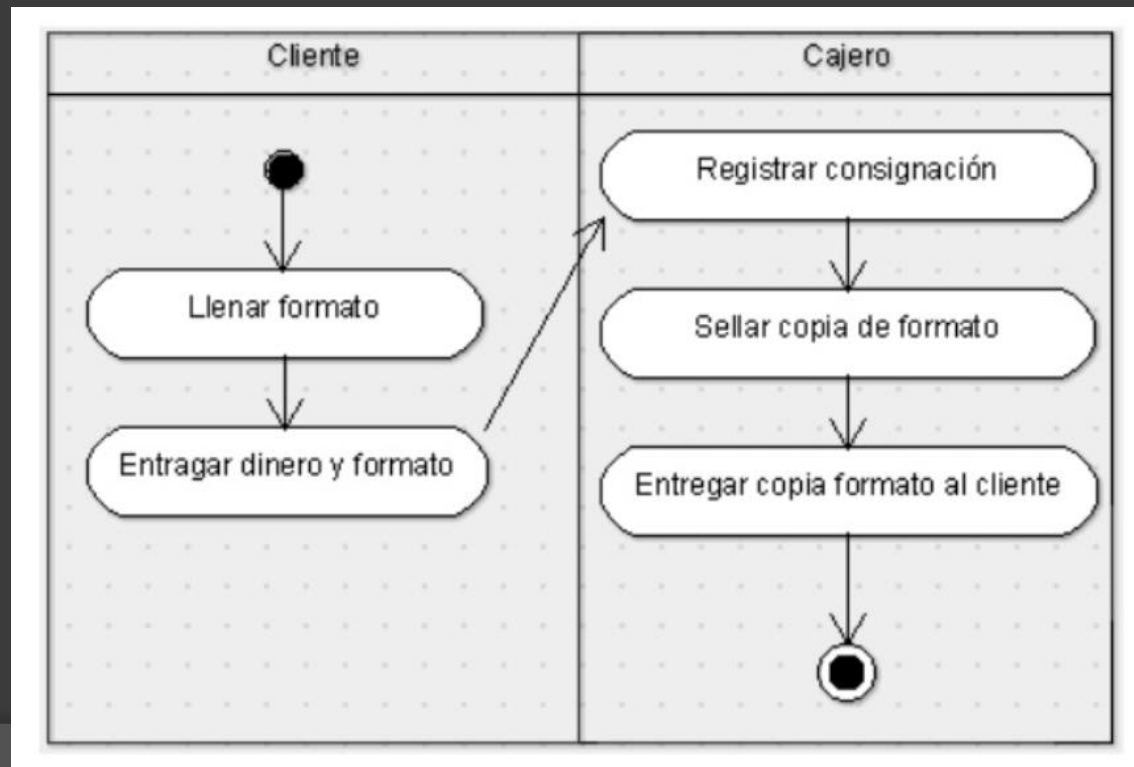 Cliente
Cajero
Llenar formato
Entragar dinero y formato
Registrar consignación
Sellar copia de formato
Entregar copia formato al cliente